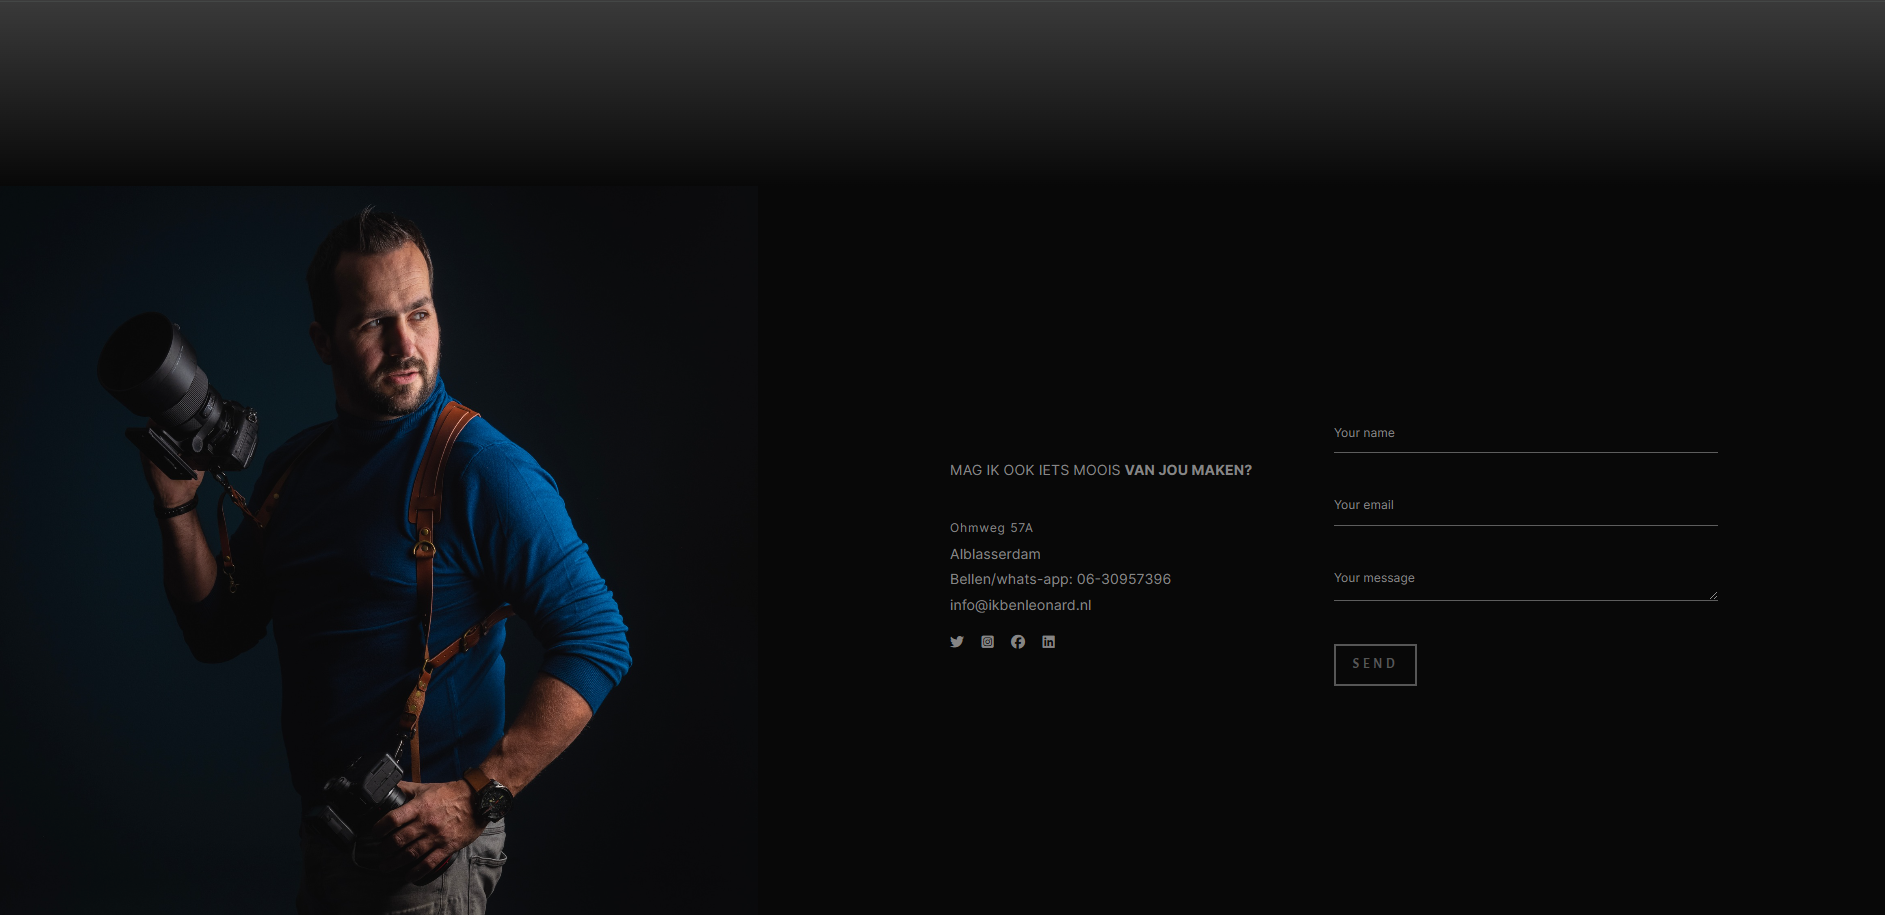 MAG IK OOK IETS MOOIS VAN JOU MAKEN?
Ohmweg 57A
Alblasserdam
Bellen/whats-app: 06-30957396
info@ikbenleonard.nl
Your name
Your email
Your message
SEND